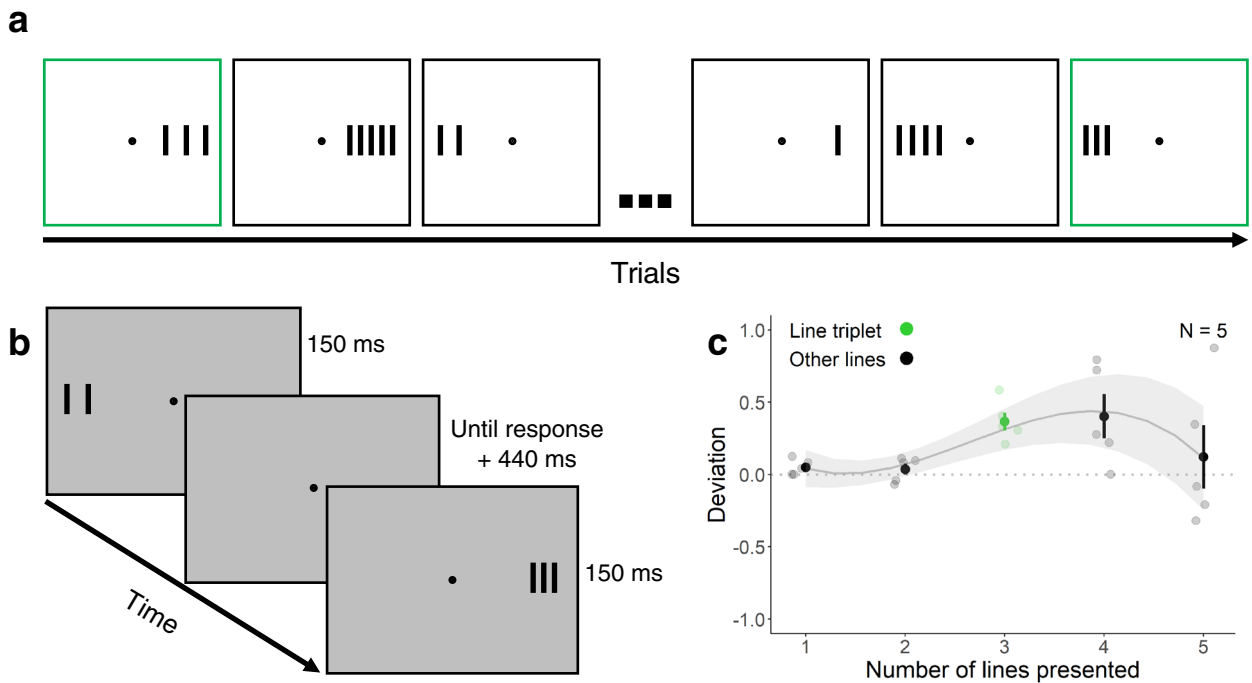 a
Trials
b
150 ms
Until response
+ 440 ms
150 ms
Time
c
Line triplet
Other lines
N = 5
Deviation
1.0
0.5
0.0
-0.5
-1.0
1 2 3 4 5
Number of lines presented